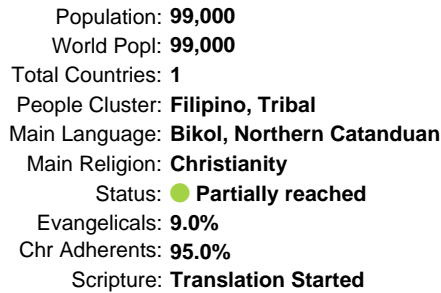 Population: 99,000
World Popl: 99,000
Total Countries: 1
People Cluster: Filipino, Tribal
Main Language: Bikol, Northern Catanduan
Main Religion: Christianity
Status: Partially reached
Evangelicals: 9.0%
Chr Adherents: 95.0%
Scripture: Translation Started